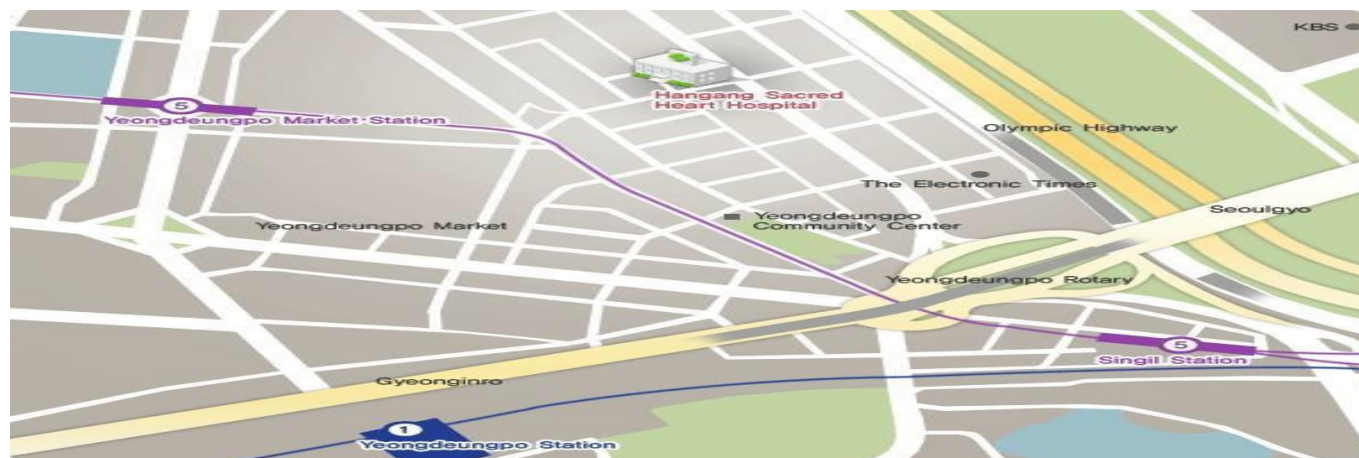 KBS
Hangang Sacred
Heart Hospital
5
Yeongdeungpo Market Station
Olympic Highway
The Electronic Times
Seoulgyo
Yeongdeungpo Market
Yeongdeungpo
Community Center
Yeongdeungpo Rotary
5
Singil Station
Gyeonginro
1
Yeongdeungpo Station